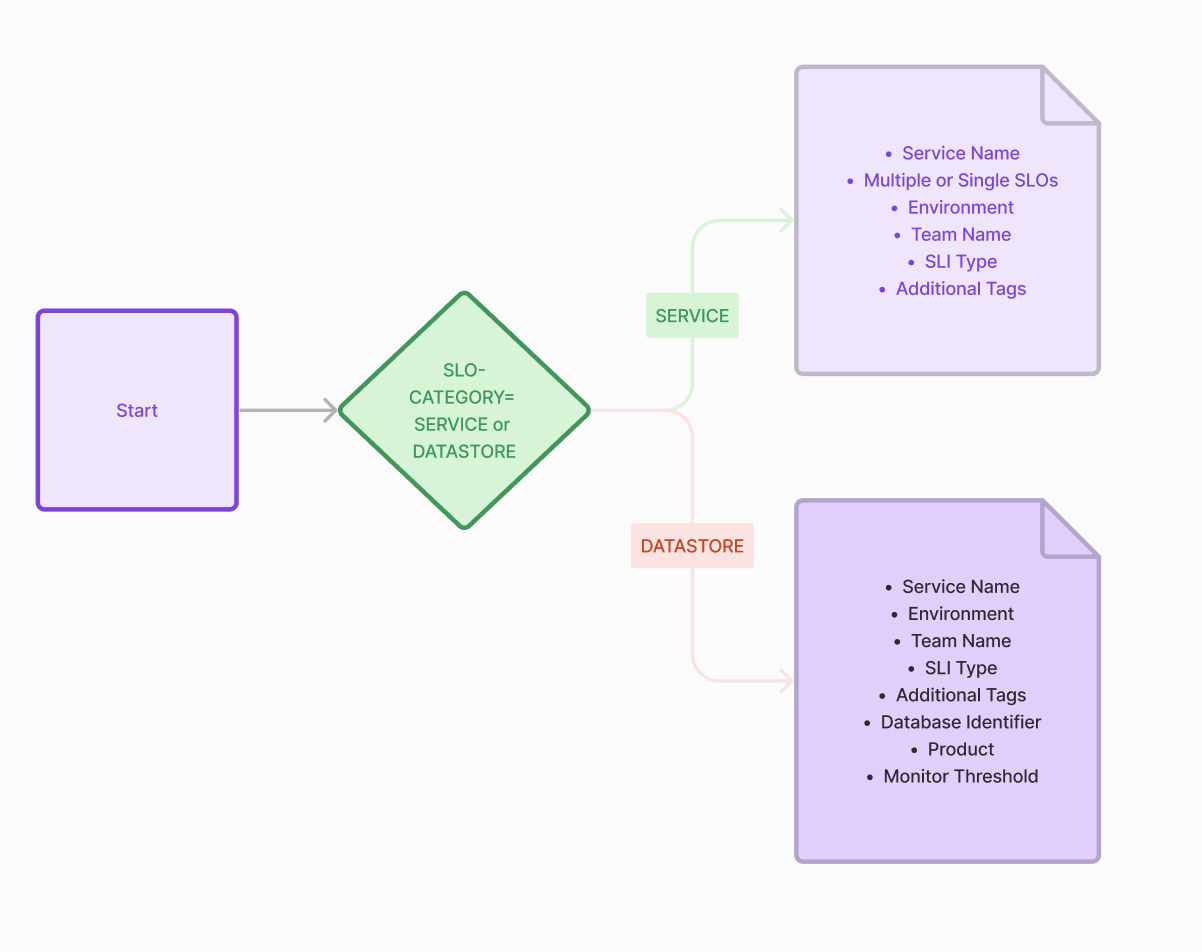 Start
SLO-
CATEGORY=
SERVICE or
DATASTORE
SERVICE
• Service Name
• Multiple or Single SLOs
• Environment
• Team Name
• SLI Type
• Additional Tags
DATASTORE
• Service Name
• Environment
• Team Name
• SLI Type
• Additional Tags
• Database Identifier
• Product
• Monitor Threshold